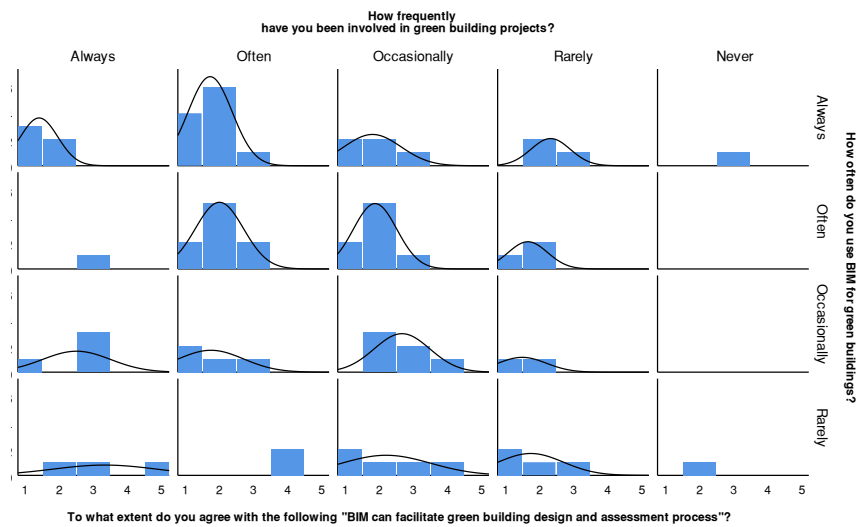 How frequently
have you been involved in green building projects?
Always Often Occasionally Rarely Never
Always
Often
Occasionally
Rarely
How often do you use BIM for green buildings?
1 2 3 4 5 1 2 3 4 5 1 2 3 4 5 1 2 3 4 5 1 2 3 4 5
To what extent do you agree with the following "BIM can facilitate green building design and assessment process"?